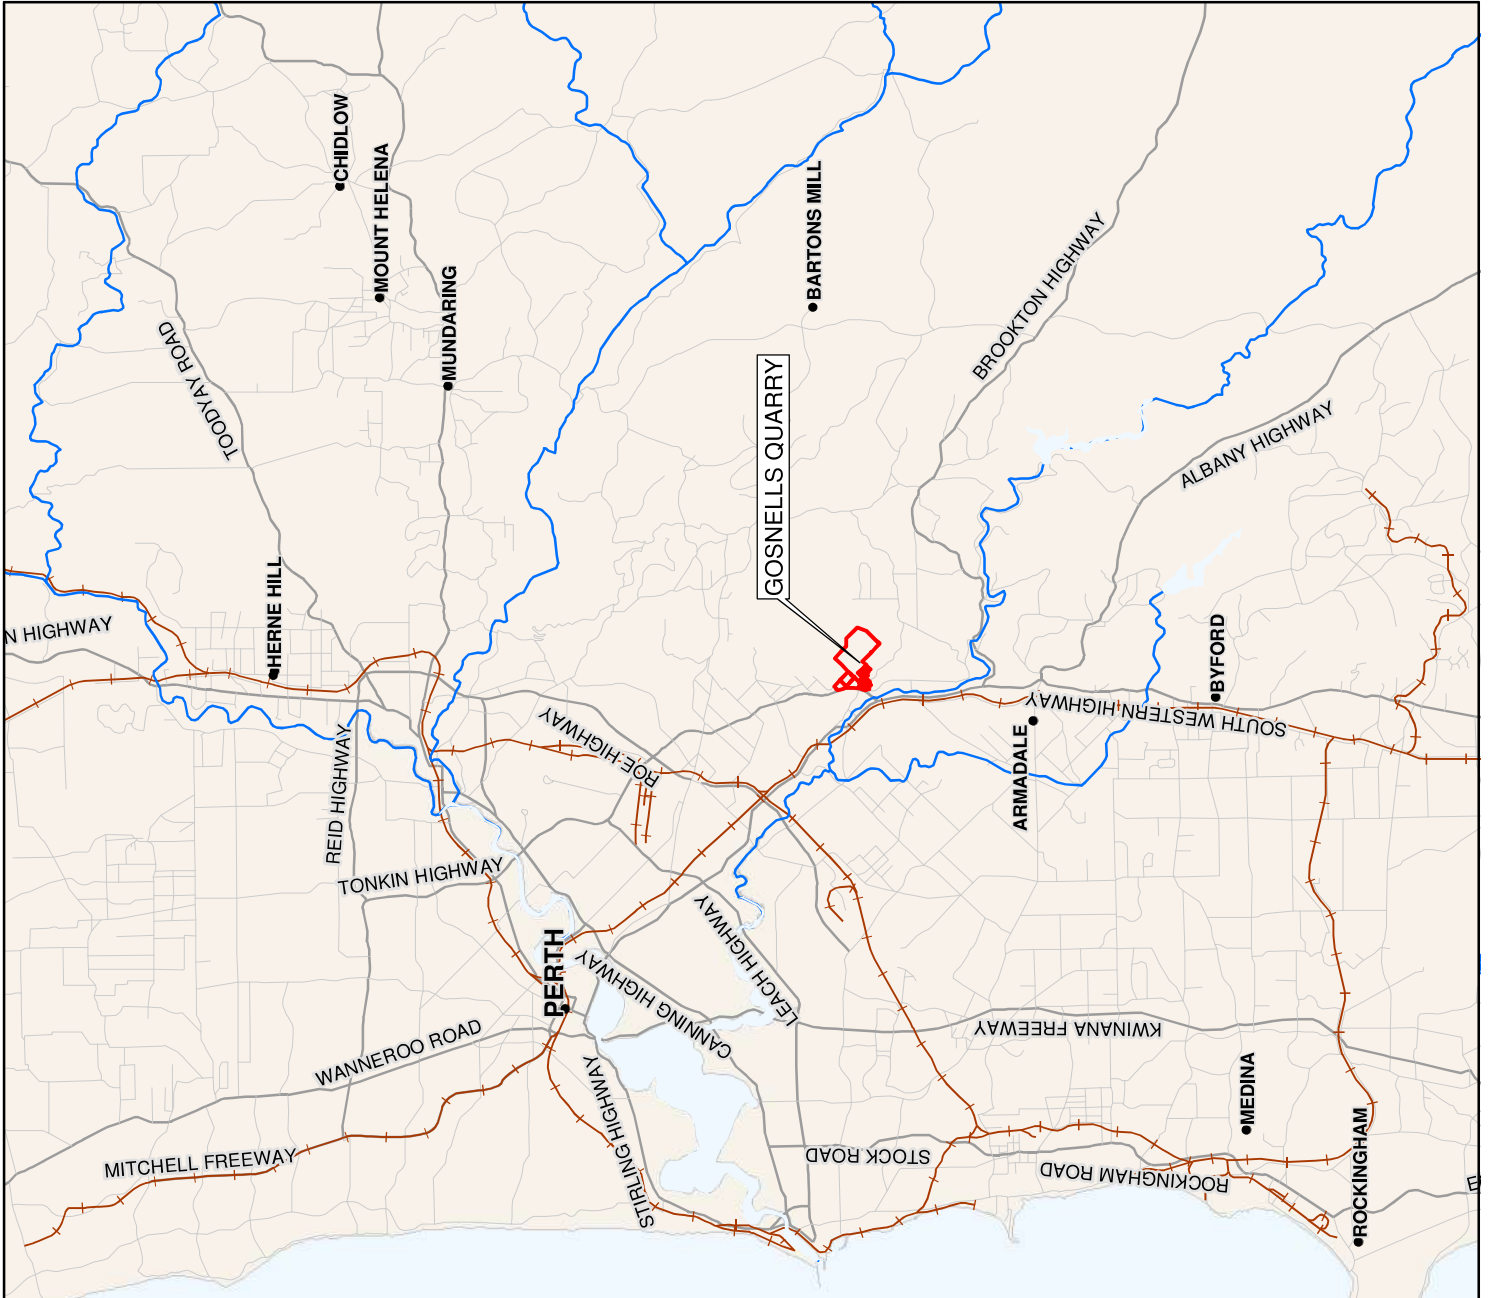 CHIDLOW
MOUNT HELENA
MUNDARING
BARTONS MILL
BROOKTON HIGHWAY
TOODYAY ROAD
GOSNELLS QUARRY
ALBANY HIGHWAY
HERNE HILL
N HIGHWAY
BYFORD
SOUTH WESTERN HIGHWAY
ARMADALE
ROE HIGHWAY
REID HIGHWAY
TONKIN HIGHWAY
LEACH HIGHWAY
PERTH
CANNING HIGHWAY
KWINANA FREEWAY
WANNEROO ROAD
STIRLING HIGHWAY
MEDINA
MITCHELL FREEWAY
STOCK ROAD
ROCKINGHAM ROAD
ROCKINGHAM